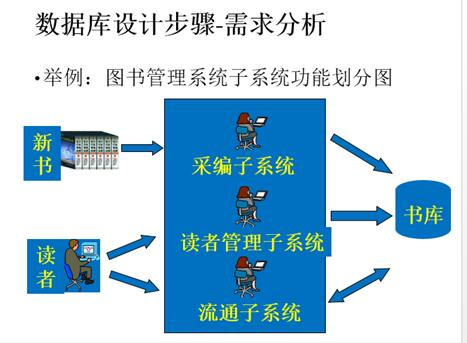 数据库设计步骤-需求分析
•举例：图书管理系统子系统功能划分图
新书
采编子系统
读者管理子系统
书库
读者
流通子系统